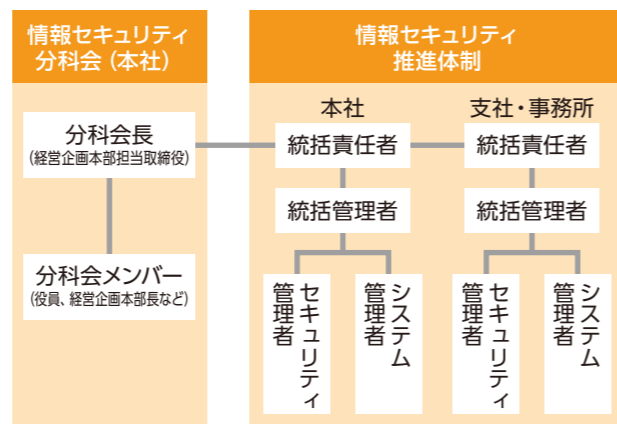 情報セキュリティ
分科会（本社）
分科会長
（経営企画本部担当取締役）
分科会メンバー
（役員、経営企画本部長など）
情報セキュリティ
推進体制
本社
統括責任者
統括管理者
セキュリティ
管理者
システム
管理者
支社・事務所
統括責任者
統括管理者
セキュリティ
管理者
システム
管理者